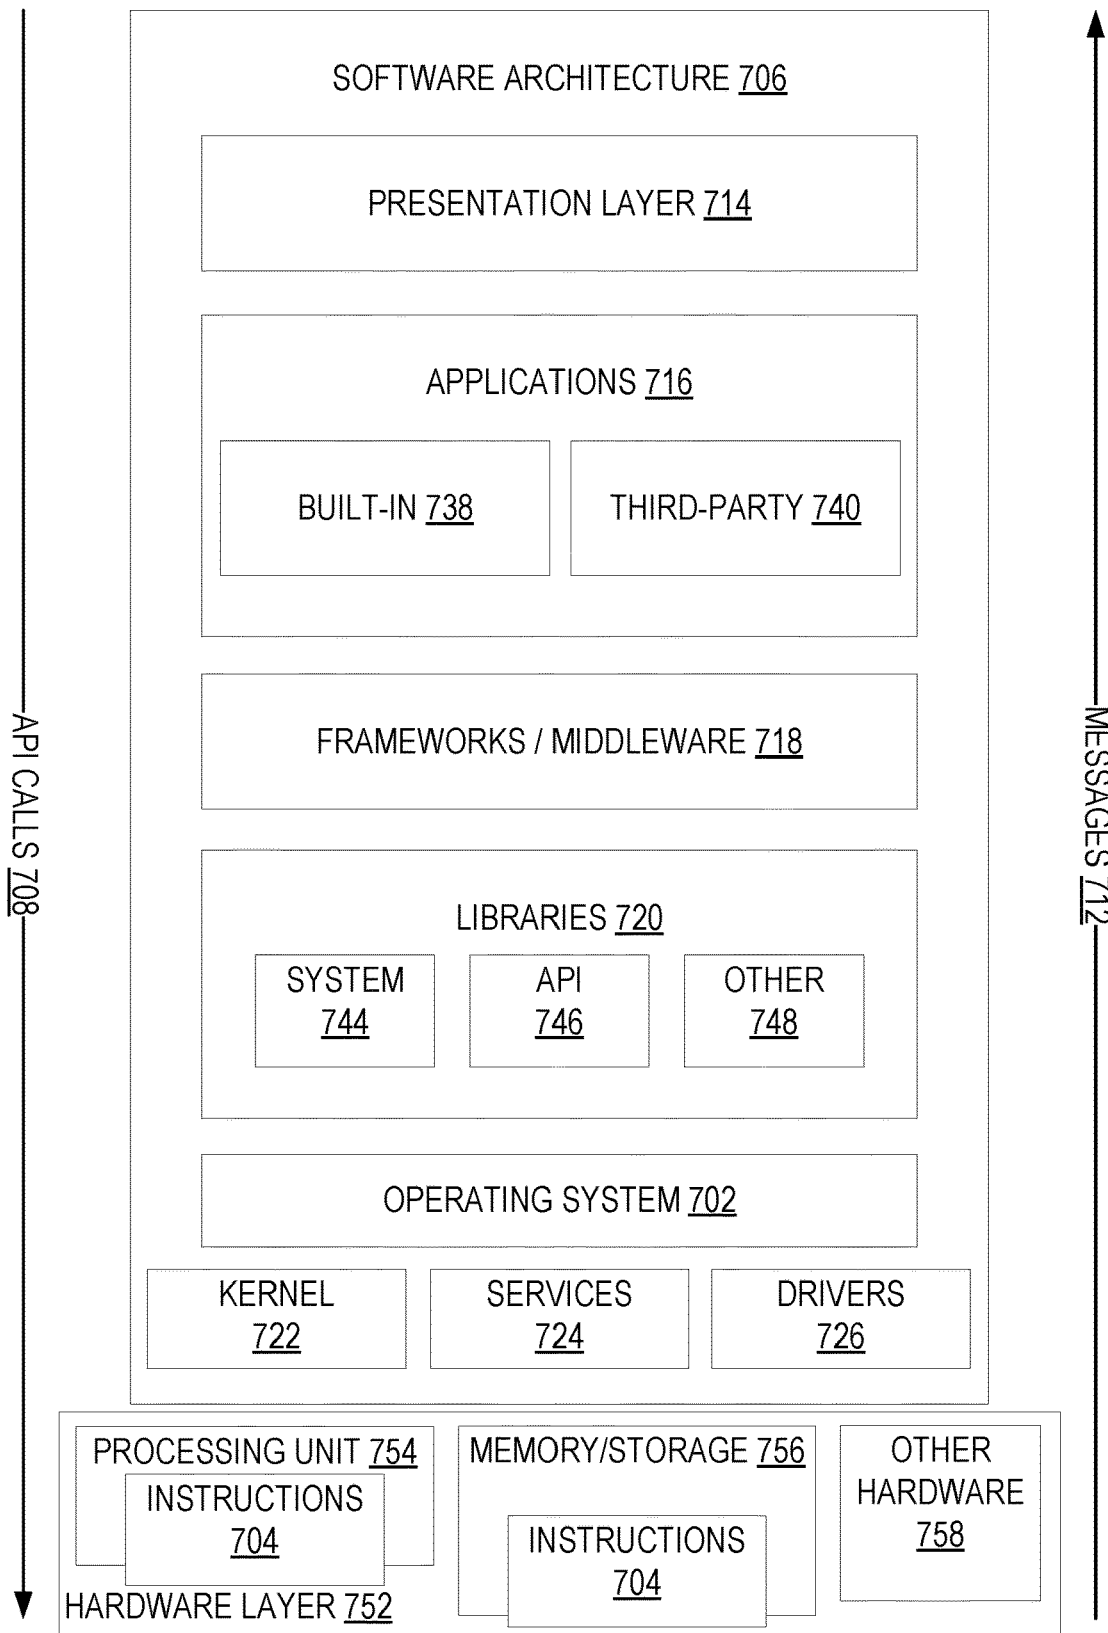 SOFTWARE ARCHITECTURE 706
PRESENTATION LAYER 714
APPLICATIONS 716
BUILT-IN 738
THIRD-PARTY 740
FRAMEWORKS / MIDDLEWARE 718
LIBRARIES 720
SYSTEM
744
API
746
OTHER
748
OPERATING SYSTEM 702
KERNEL
722
SERVICES
724
DRIVERS
726
PROCESSING UNIT 754
INSTRUCTIONS
704
MEMORY/STORAGE 756
INSTRUCTIONS
704
OTHER
HARDWARE
758
HARDWARE LAYER 752
API CALLS 708
MESSAGES 712